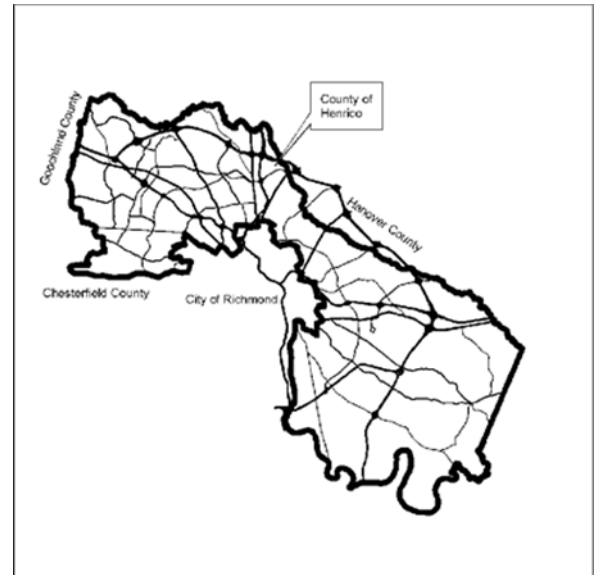 County of
Henrico
Goochland County
Hanover County
Chesterfield County
City of Richmond